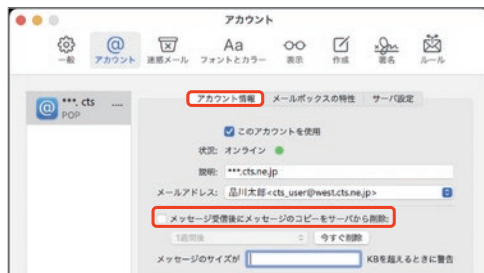 アカウント
一般 アカウント 迷惑メール フォントとカラー 表示 作成 署名 ルール
Aa
***. cts ....
POP
アカウント情報 メールボックスの特性 サーバ設定
このアカウントを使用
状況: オンライン
説明: ***.cts.ne.jp
メールアドレス: 品川太郎<cts_user@west.cts.ne.jp>
メッセージ受信後にメッセージのコピーをサーバから削除:
1週間後 今すぐ削除
メッセージのサイズが KBを超えるときに警告